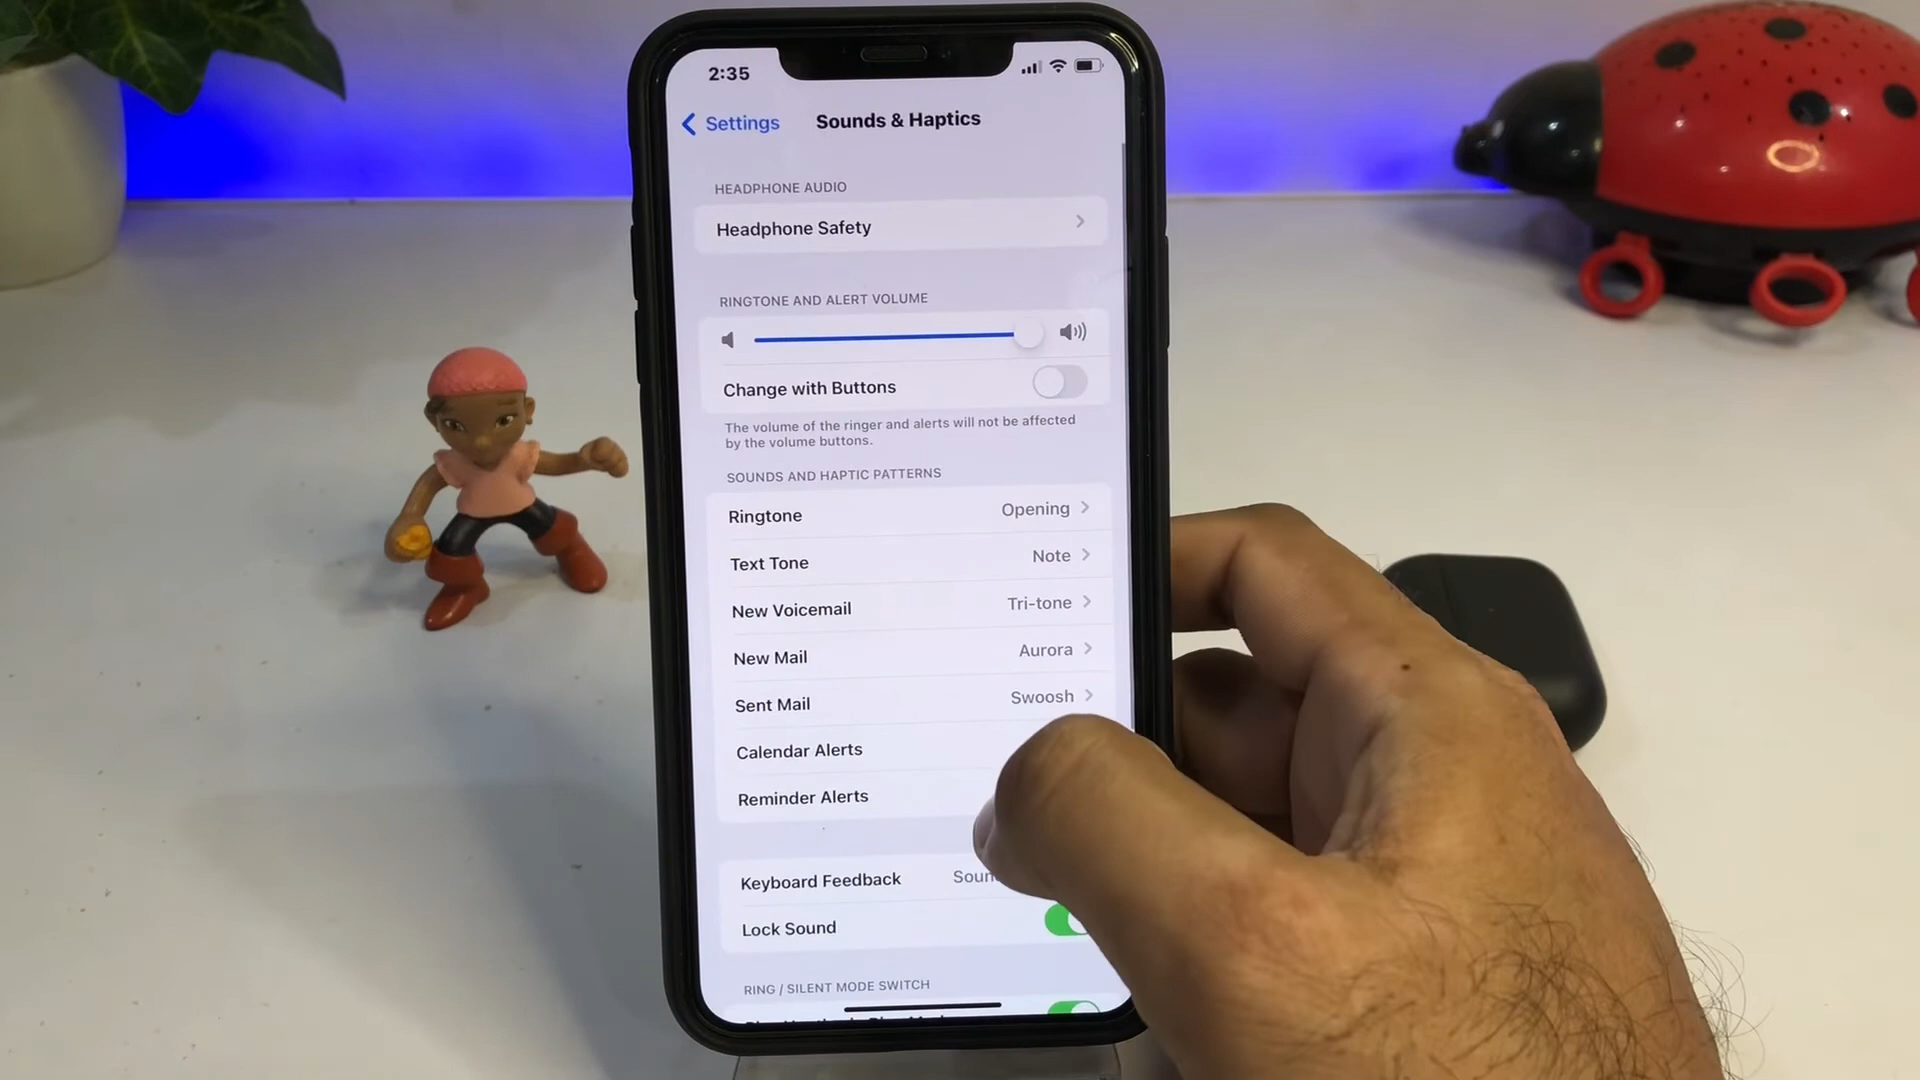 2:35
Settings
Sounds & Haptics
HEADPHONE AUDIO
Headphone Safety
RINGTONE AND ALERT VOLUME
Change with Buttons
The volume of the ringer and alerts will not be affected
by the volume buttons.
SOUNDS AND HAPTIC PATTERNS
Ringtone Opening
Text Tone Note
New Voicemail Tri-tone
New Mail Aurora
Sent Mail Swoosh
Calendar Alerts
Reminder Alerts
Keyboard Feedback
Lock Sound
RING / SILENT MODE SWITCH